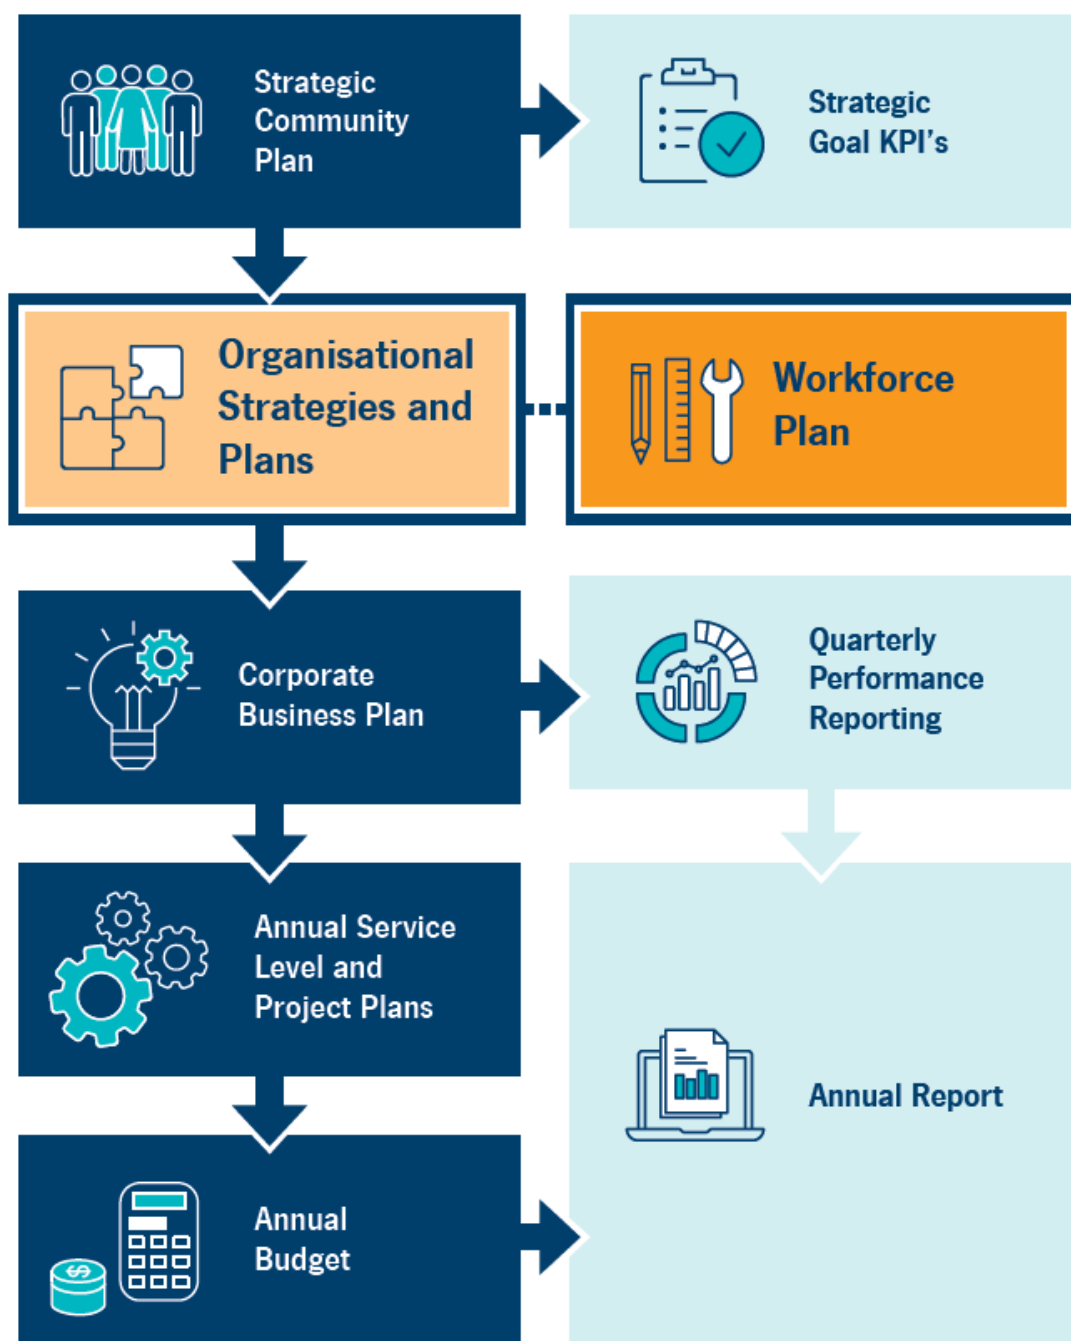 Strategic
Community
Plan
Strategic
Goal KPI's
Organisational
Strategies and
Plans
Workforce
Plan
Corporate
Business Plan
Quarterly
Performance
Reporting
Annual Service
Level and
Project Plans
Annual Report
Annual
Budget
$